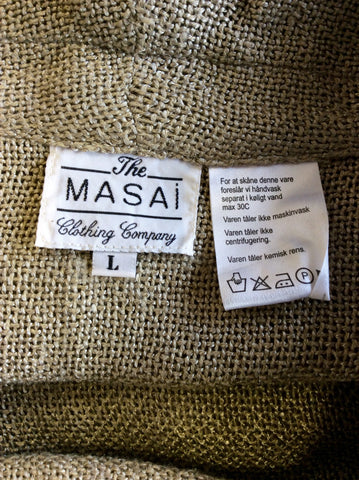 The
MASAi
Clothing Company
L
For at skåne denne vare
foreslår vi håndvask
separat i køligt vand
max 30C
Varen tåler ikke maskinvask
Varen tåler ikke
centrifugering.
Varen tåler kemisk rens.
P